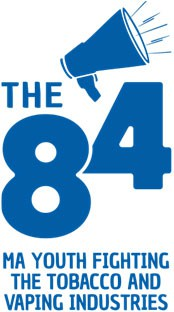 THE
84
MA YOUTH FIGHTING
THE TOBACCO AND
VAPING INDUSTRIES